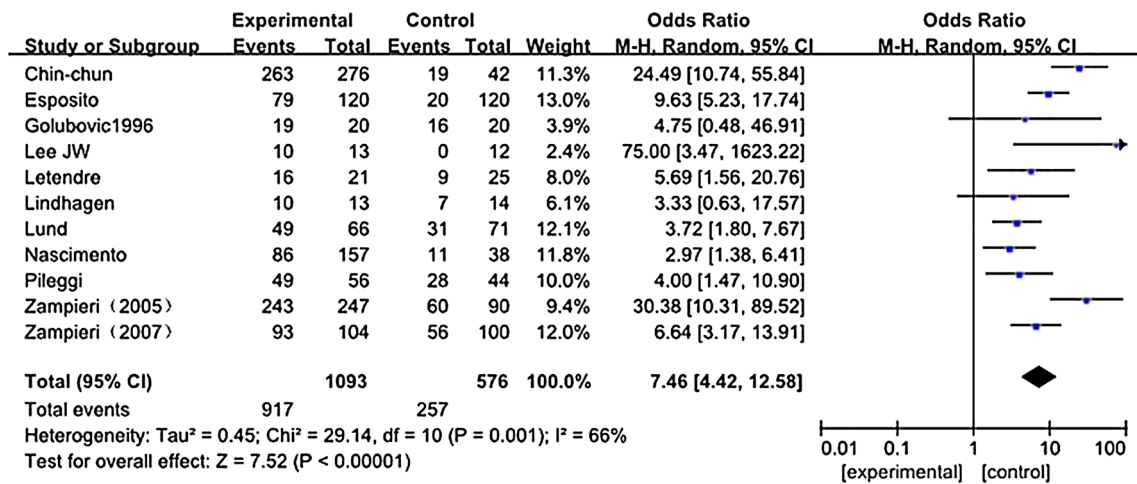 Experimental Control Odds Ratio Odds Ratio
Study or Subgroup Events Total Events Total Weight M-H, Random, 95% CI M-H, Random, 95% CI
Chin-chun 263 276 19 42 11.3% 24.49 [10.74, 55.84]
Esposito 79 120 20 120 13.0% 9.63 [5.23, 17.74]
Golubovic1996 19 20 16 20 3.9% 4.75 [0.48, 46.91]
Lee JW 10 13 0 12 2.4% 75.00 [3.47, 1623.22]
Letendre 16 21 9 25 8.0% 5.69 [1.56, 20.76]
Lindhagen 10 13 7 14 6.1% 3.33 [0.63, 17.57]
Lund 49 66 31 71 12.1% 3.72 [1.80, 7.67]
Nascimento 86 157 11 38 11.8% 2.97 [1.38, 6.41]
Pileggi 49 56 28 44 10.0% 4.00 [1.47, 10.90]
Zampieri（2005） 243 247 60 90 9.4% 30.38 [10.31, 89.52]
Zampieri（2007） 93 104 56 100 12.0% 6.64 [3.17, 13.91]
Total (95% CI) 1093 576 100.0% 7.46 [4.42, 12.58]
Total events 917 257
Heterogeneity: Tau² = 0.45; Chi² = 29.14, df = 10 (P = 0.001); I² = 66%
Test for overall effect: Z = 7.52 (P < 0.00001)
0.01 0.1 1 10 100
[experimental] [control]